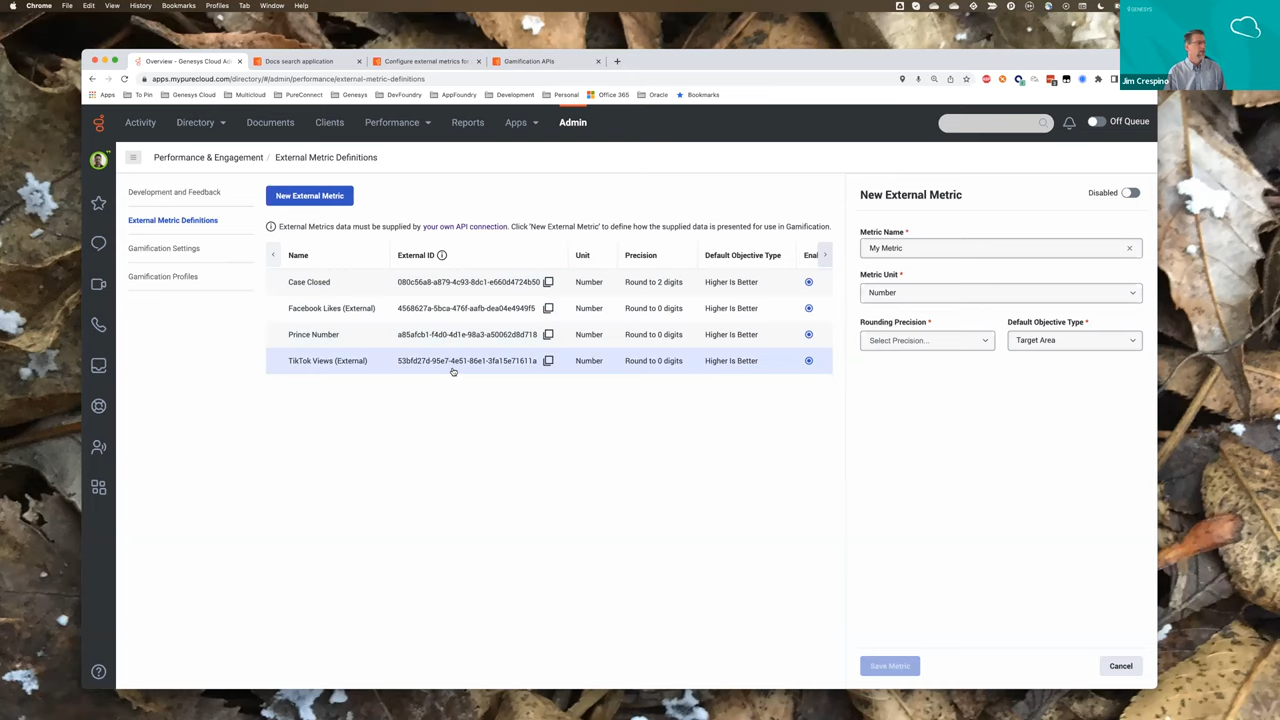 Chrome File Edit View History Bookmarks Profiles Tab Window Help
GENESYS
Jim Crespino
Overview - Genesys Cloud Ad
Docs search application
Configure external metrics for
Gamification APIs
apps.mypurecloud.com/directory/#/admin/performance/external-metric-definitions
Apps To Pin Genesys Cloud Multicloud PureConnect Genesys DevFoundry AppFoundry Development Personal Office 365 Oracle Bookmarks
Activity Directory Documents Clients Performance Reports Apps Admin Off Queue
Performance & Engagement / External Metric Definitions
Development and Feedback
External Metric Definitions
Gamification Settings
Gamification Profiles
New External Metric
External Metrics data must be supplied by your own API connection. Click 'New External Metric' to define how the supplied data is presented for use in Gamification.
Name External ID Unit Precision Default Objective Type Ena
Case Closed 080c56a8-a879-4c93-8dc1-e660d4724b50 Number Round to 2 digits Higher Is Better
Facebook Likes (External) 4568627a-5bca-476f-aafb-dea04e4949f5 Number Round to 0 digits Higher Is Better
Prince Number a85afcb1-f4d0-4d1e-98a3-a50062d8d718 Number Round to 0 digits Higher Is Better
TikTok Views (External) 53bfd27d-95e7-4e51-86e1-3fa15e71611a Number Round to 0 digits Higher Is Better
New External Metric Disabled
Metric Name *
My Metric
Metric Unit *
Number
Rounding Precision * Default Objective Type *
Select Precision... Target Area
Save Metric Cancel